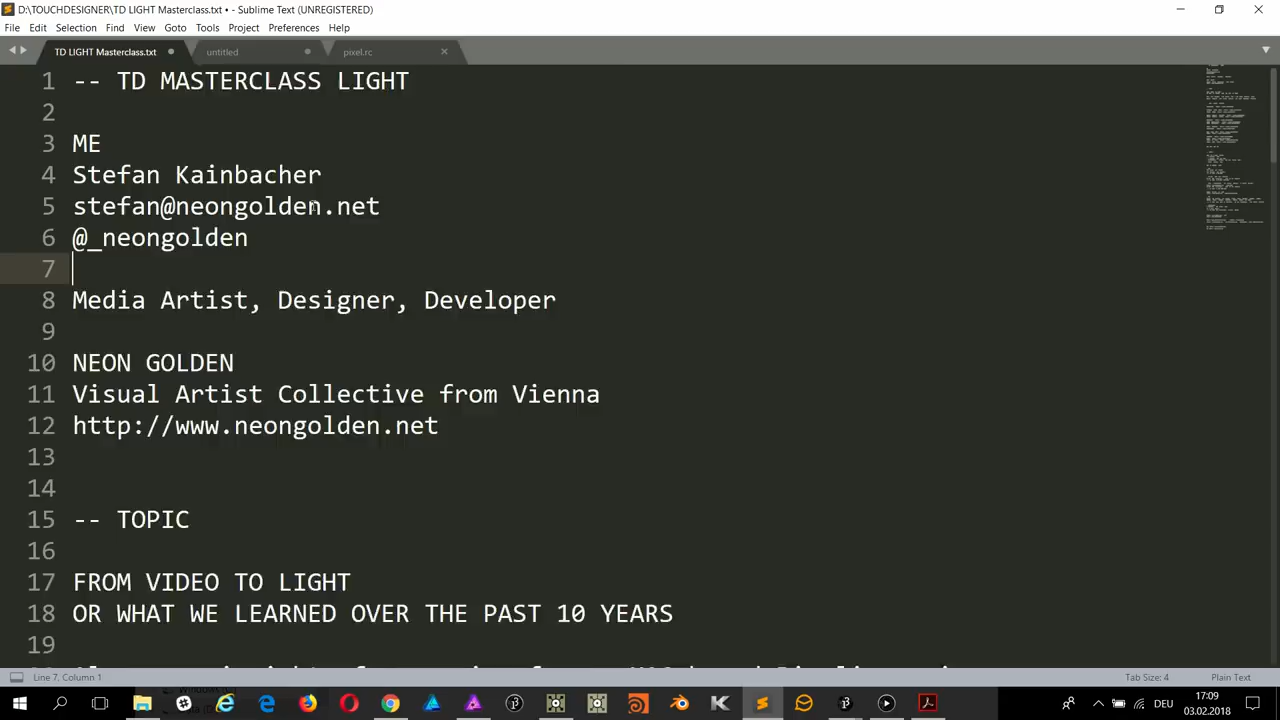 D:\TOUCHDESIGNER\TD LIGHT Masterclass.txt • - Sublime Text (UNREGISTERED)
File Edit Selection Find View Goto Tools Project Preferences Help
TD LIGHT Masterclass.txt untitled pixel.rc
1 -- TD MASTERCLASS LIGHT
2
3 ME
4 Stefan Kainbacher
5 stefan@neongolden.net
6 @_neongolden
7
8 Media Artist, Designer, Developer
9
10 NEON GOLDEN
11 Visual Artist Collective from Vienna
12 http://www.neongolden.net
13
14
15 -- TOPIC
16
17 FROM VIDEO TO LIGHT
18 OR WHAT WE LEARNED OVER THE PAST 10 YEARS
19
Line 7, Column 1 Tab Size: 4 Plain Text
DEU
17:09
03.02.2018